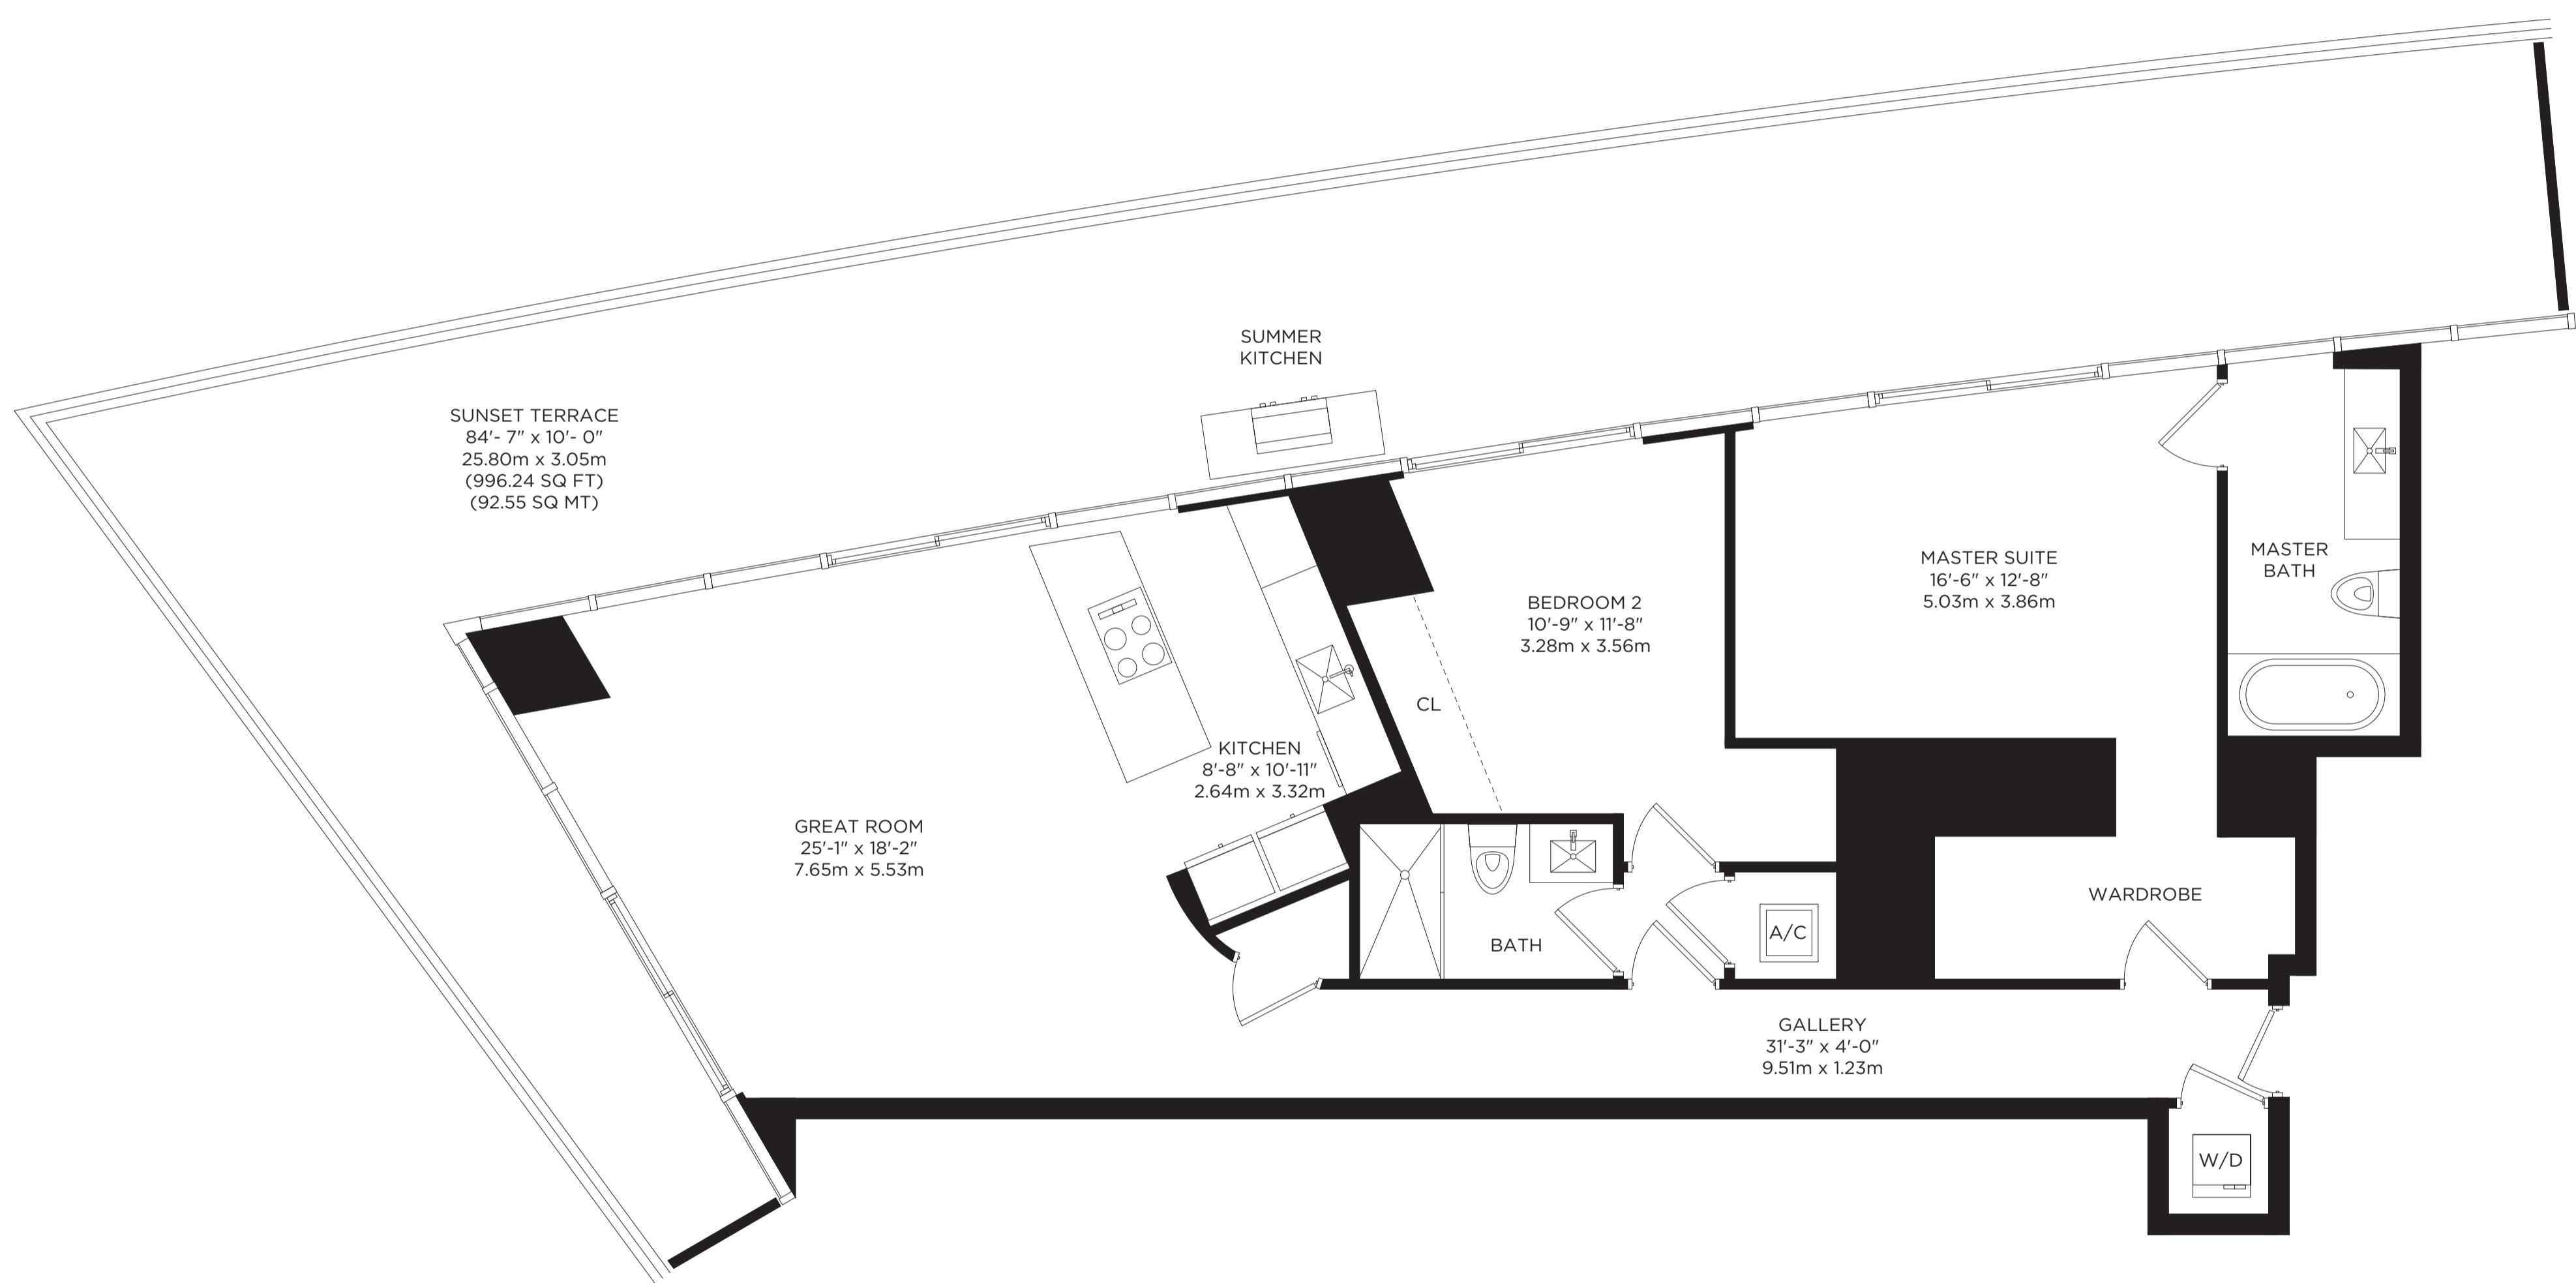 SUMMER
KITCHEN
SUNSET TERRACE
84'- 7" x 10'- 0"
25.80m x 3.05m
(996.24 SQ FT)
(92.55 SQ MT)
MASTER SUITE
16'-6" x 12'-8"
5.03m x 3.86m
MASTER
BATH
BEDROOM 2
10'-9" x 11'-8"
3.28m x 3.56m
CL
KITCHEN
8'-8" x 10'-11"
2.64m x 3.32m
GREAT ROOM
25'-1" x 18'-2"
7.65m x 5.53m
WARDROBE
A/C
BATH
GALLERY
31'-3" x 4'-0"
9.51m x 1.23m
W/D